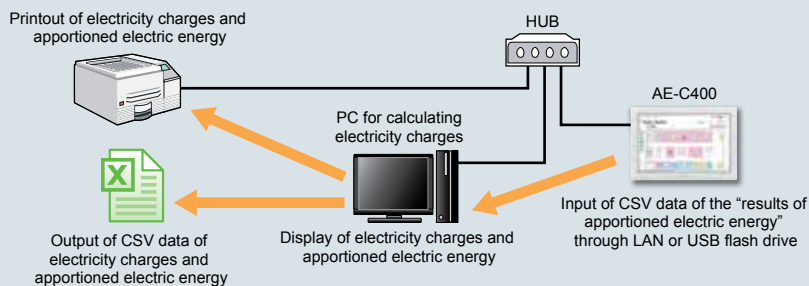 Printout of electricity charges and
apportioned electric energy
HUB
AE-C400
PC for calculating
electricity charges
Input of CSV data of the “results of
apportioned electric energy”
through LAN or USB flash drive
Display of electricity charges and
apportioned electric energy
X
Output of CSV data of
electricity charges and
apportioned electric energy